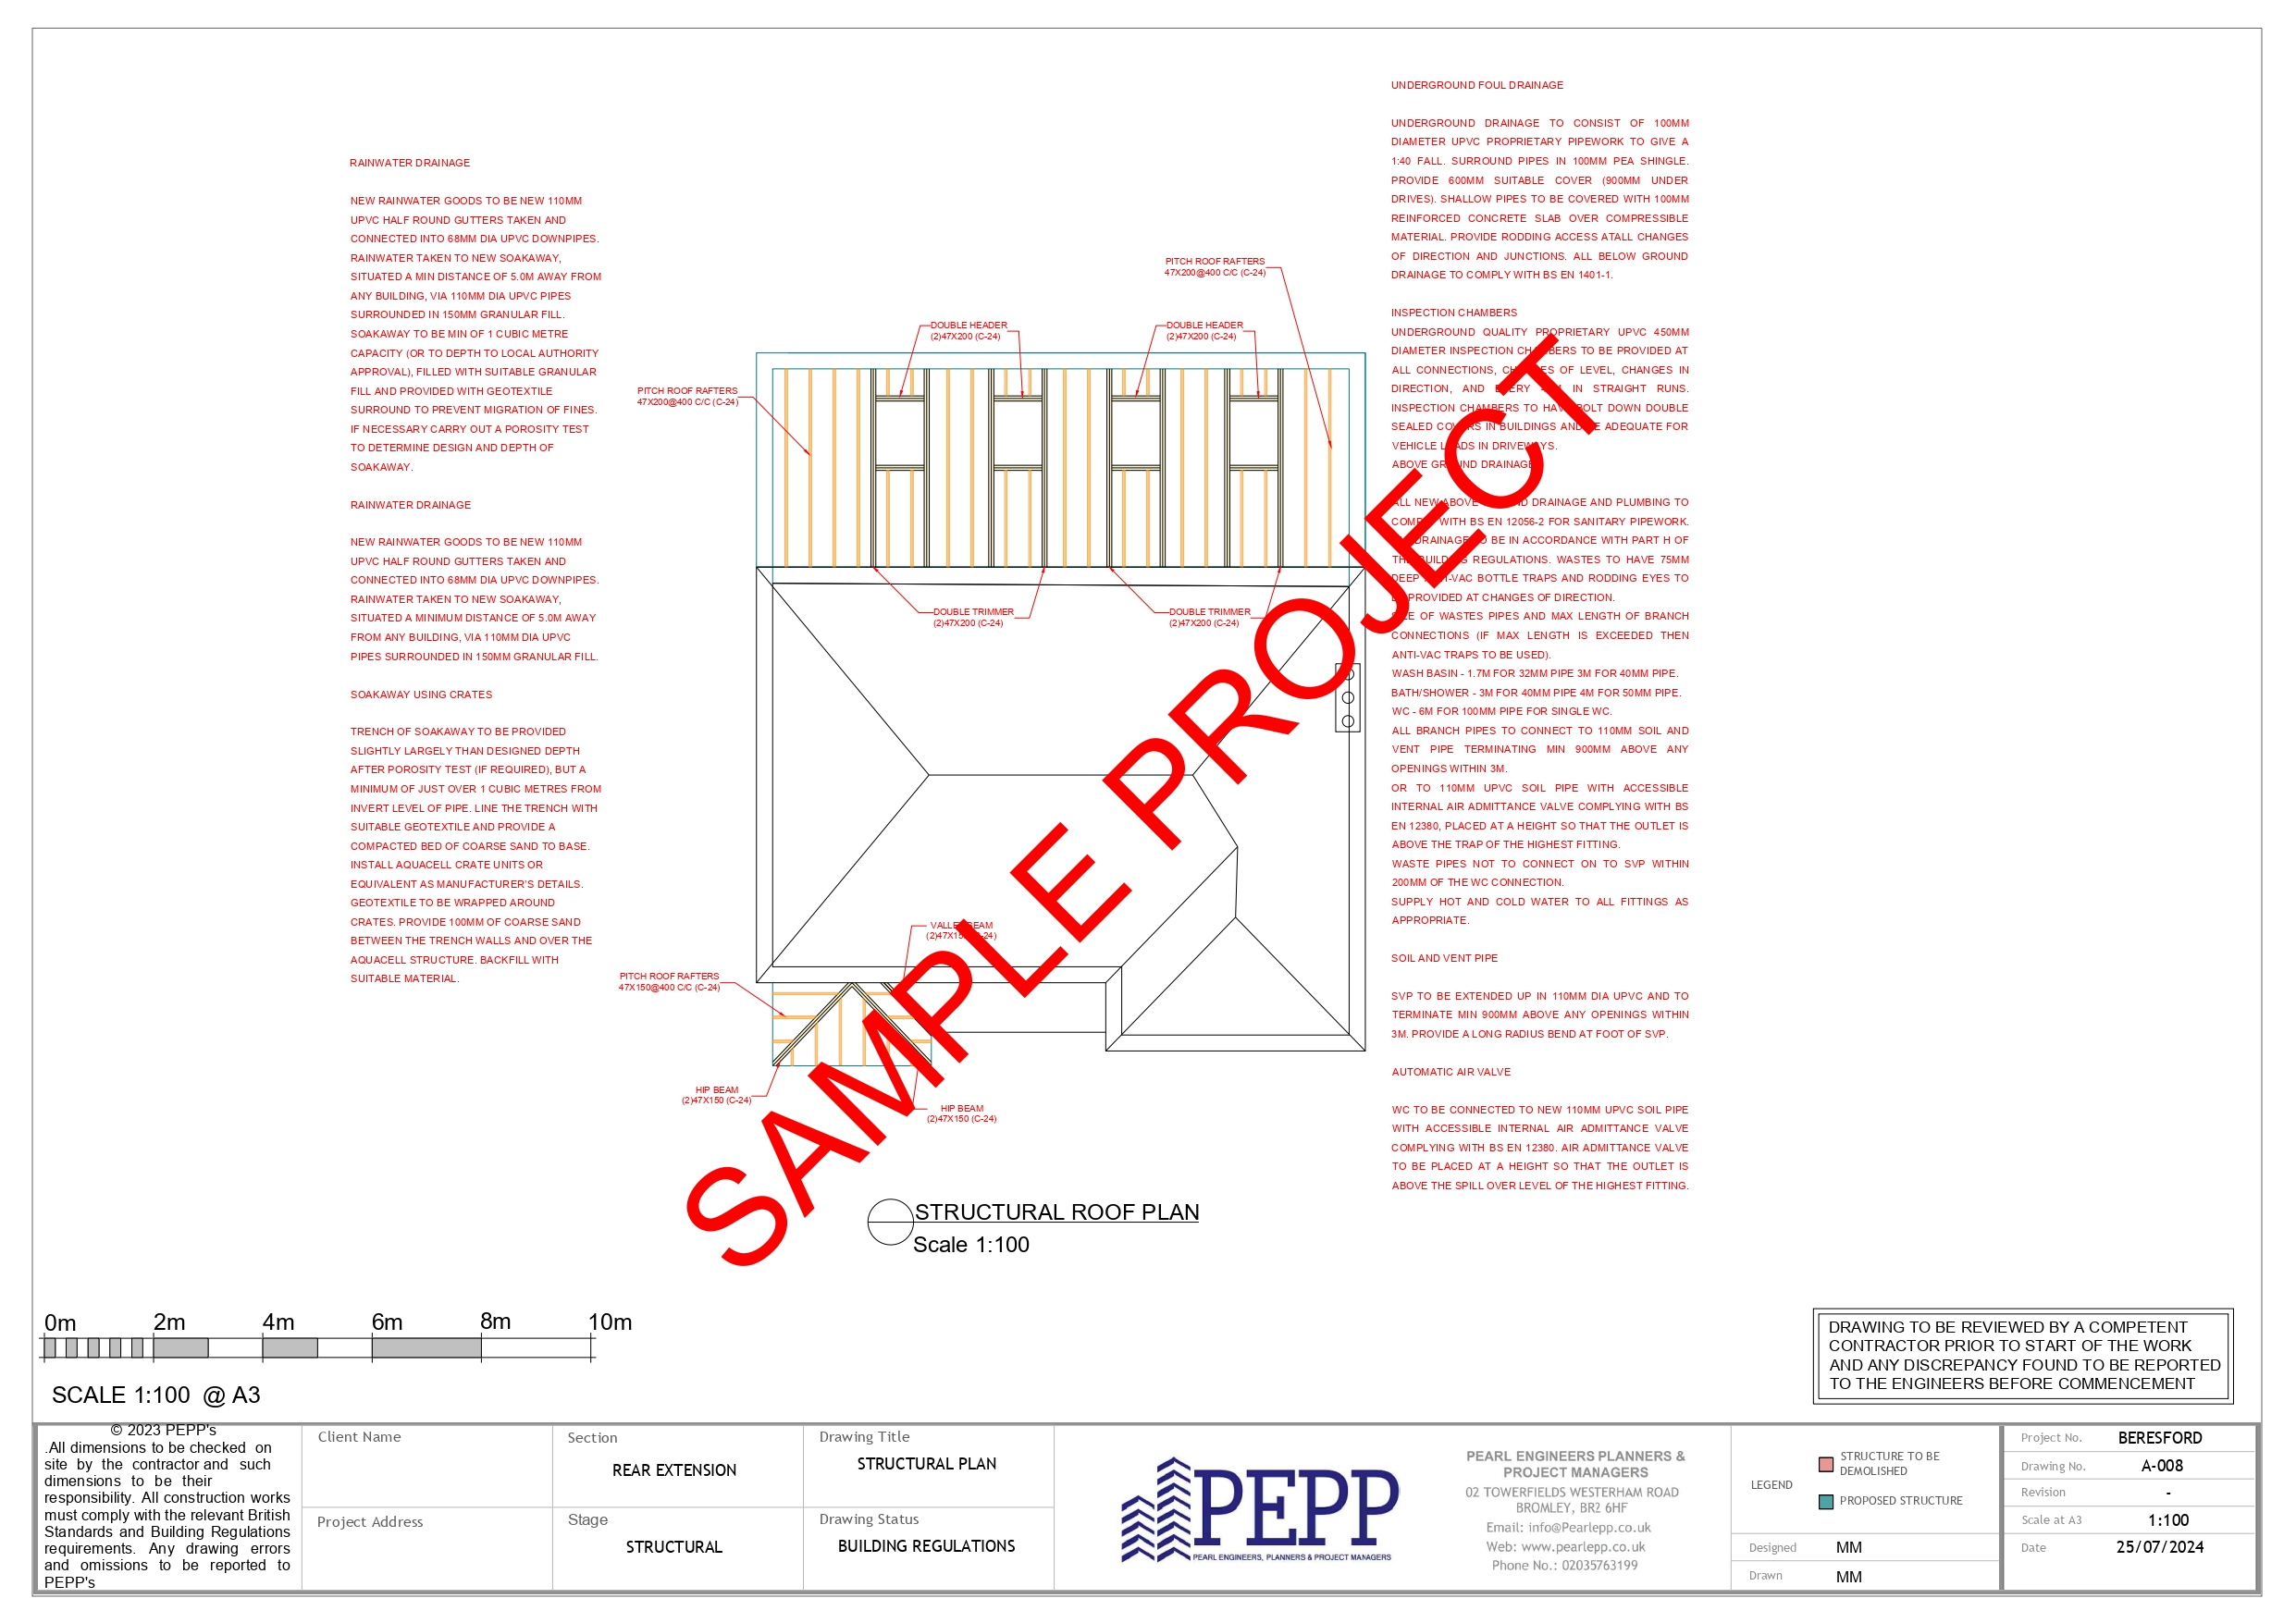 RAINWATER DRAINAGE
NEW RAINWATER GOODS TO BE NEW 110MM
UPVC HALF ROUND GUTTERS TAKEN AND
CONNECTED INTO 68MM DIA UPVC DOWNPIPES.
RAINWATER TAKEN TO NEW SOAKAWAY,
SITUATED A MIN DISTANCE OF 5.0M AWAY FROM
ANY BUILDING, VIA 110MM DIA UPVC PIPES
SURROUNDED IN 150MM GRANULAR FILL.
SOAKAWAY TO BE MIN OF 1 CUBIC METRE
CAPACITY (OR TO DEPTH TO LOCAL AUTHORITY
APPROVAL), FILLED WITH SUITABLE GRANULAR
FILL AND PROVIDED WITH GEOTEXTILE
SURROUND TO PREVENT MIGRATION OF FINES.
IF NECESSARY CARRY OUT A POROSITY TEST
TO DETERMINE DESIGN AND DEPTH OF
SOAKAWAY.
RAINWATER DRAINAGE
NEW RAINWATER GOODS TO BE NEW 110MM
UPVC HALF ROUND GUTTERS TAKEN AND
CONNECTED INTO 68MM DIA UPVC DOWNPIPES.
RAINWATER TAKEN TO NEW SOAKAWAY,
SITUATED A MINIMUM DISTANCE OF 5.0M AWAY
FROM ANY BUILDING, VIA 110MM DIA UPVC
PIPES SURROUNDED IN 150MM GRANULAR FILL.
SOAKAWAY USING CRATES
TRENCH OF SOAKAWAY TO BE PROVIDED
SLIGHTLY LARGELY THAN DESIGNED DEPTH
AFTER POROSITY TEST (IF REQUIRED), BUT A
MINIMUM OF JUST OVER 1 CUBIC METRES FROM
INVERT LEVEL OF PIPE. LINE THE TRENCH WITH
SUITABLE GEOTEXTILE AND PROVIDE A
COMPACTED BED OF COARSE SAND TO BASE.
INSTALL AQUACELL CRATE UNITS OR
EQUIVALENT AS MANUFACTURER'S DETAILS.
GEOTEXTILE TO BE WRAPPED AROUND
CRATES. PROVIDE 100MM OF COARSE SAND
BETWEEN THE TRENCH WALLS AND OVER THE
AQUACELL STRUCTURE. BACKFILL WITH
SUITABLE MATERIAL.
PITCH ROOF RAFTERS
47X200@400 C/C (C-24)
DOUBLE HEADER
(2)47X200 (C-24)
DOUBLE HEADER
(2)47X200 (C-24)
PITCH ROOF RAFTERS
47X200@400 C/C (C-24)
DOUBLE TRIMMER
(2)47X200 (C-24)
DOUBLE TRIMMER
(2)47X200 (C-24)
VALLEY BEAM
PITCH ROOF RAFTERS
47X150@400 C/C (C-24)
HIP BEAM
(2)47X150 (C-24)
HIP BEAM
(2)47X150 (C-24)
SAMPLE PROJECT
STRUCTURAL ROOF PLAN
Scale 1:100
UNDERGROUND FOUL DRAINAGE
UNDERGROUND DRAINAGE TO CONSIST OF 100MM
DIAMETER UPVC PROPRIETARY PIPEWORK TO GIVE A
1:40 FALL. SURROUND PIPES IN 100MM PEA SHINGLE.
PROVIDE 600MM SUITABLE COVER (900MM UNDER
DRIVES). SHALLOW PIPES TO BE COVERED WITH 100MM
REINFORCED CONCRETE SLAB OVER COMPRESSIBLE
MATERIAL. PROVIDE RODDING ACCESS ATALL CHANGES
OF DIRECTION AND JUNCTIONS. ALL BELOW GROUND
DRAINAGE TO COMPLY WITH BS EN 1401-1.
INSPECTION CHAMBERS
UNDERGROUND QUALITY PROPRIETARY UPVC 450MM
DIAMETER INSPECTION CHAMBERS TO BE PROVIDED AT
ALL CONNECTIONS, CHANGES OF LEVEL, CHANGES IN
DIRECTION, AND EVERY IN STRAIGHT RUNS.
INSPECTION CHAMBERS TO HAVE BOLT DOWN DOUBLE
SEALED COVERS IN BUILDINGS AND BE ADEQUATE FOR
VEHICLE LOADS IN DRIVEWAYS.
ABOVE GROUND DRAINAGE
ALL NEW ABOVE GROUND DRAINAGE AND PLUMBING TO
COMPLY WITH BS EN 12056-2 FOR SANITARY PIPEWORK.
DRAINAGE TO BE IN ACCORDANCE WITH PART H OF
THE BUILDING REGULATIONS. WASTES TO HAVE 75MM
DEEP ANTI-VAC BOTTLE TRAPS AND RODDING EYES TO
BE PROVIDED AT CHANGES OF DIRECTION.
SIZE OF WASTES PIPES AND MAX LENGTH OF BRANCH
CONNECTIONS (IF MAX LENGTH IS EXCEEDED THEN
ANTI-VAC TRAPS TO BE USED).
WASH BASIN - 1.7M FOR 32MM PIPE 3M FOR 40MM PIPE.
BATH/SHOWER - 3M FOR 40MM PIPE 4M FOR 50MM PIPE.
WC - 6M FOR 100MM PIPE FOR SINGLE WC.
ALL BRANCH PIPES TO CONNECT TO 110MM SOIL AND
VENT PIPE TERMINATING MIN 900MM ABOVE ANY
OPENINGS WITHIN 3M.
OR TO 110MM UPVC SOIL PIPE WITH ACCESSIBLE
INTERNAL AIR ADMITTANCE VALVE COMPLYING WITH BS
EN 12380, PLACED AT A HEIGHT SO THAT THE OUTLET IS
ABOVE THE TRAP OF THE HIGHEST FITTING.
WASTE PIPES NOT TO CONNECT ON TO SVP WITHIN
200MM OF THE WC CONNECTION.
SUPPLY HOT AND COLD WATER TO ALL FITTINGS AS
APPROPRIATE.
SOIL AND VENT PIPE
SVP TO BE EXTENDED UP IN 110MM DIA UPVC AND TO
TERMINATE MIN 900MM ABOVE ANY OPENINGS WITHIN
3M. PROVIDE A LONG RADIUS BEND AT FOOT OF SVP.
AUTOMATIC AIR VALVE
WC TO BE CONNECTED TO NEW 110MM UPVC SOIL PIPE
WITH ACCESSIBLE INTERNAL AIR ADMITTANCE VALVE
COMPLYING WITH BS EN 12380. AIR ADMITTANCE VALVE
TO BE PLACED AT A HEIGHT SO THAT THE OUTLET IS
ABOVE THE SPILL OVER LEVEL OF THE HIGHEST FITTING.
0m 2m 4m 6m 8m 10m
SCALE 1:100 @ A3
DRAWING TO BE REVIEWED BY A COMPETENT
CONTRACTOR PRIOR TO START OF THE WORK
AND ANY DISCREPANCY FOUND TO BE REPORTED
TO THE ENGINEERS BEFORE COMMENCEMENT
© 2023 PEPP's
.All dimensions to be checked on
site by the contractor and such
dimensions to be their
responsibility. All construction works
must comply with the relevant British
Standards and Building Regulations
requirements. Any drawing errors
and omissions to be reported to
PEPP's
Client Name
Project Address
Section
REAR EXTENSION
Stage
STRUCTURAL
Drawing Title
STRUCTURAL PLAN
Drawing Status
BUILDING REGULATIONS
PEPP
PEARL ENGINEERS, PLANNERS & PROJECT MANAGERS
PEARL ENGINEERS PLANNERS &
PROJECT MANAGERS
02 TOWERFIELDS WESTERHAM ROAD
BROMLEY, BR2 6HF
Email: info@Pearlepp.co.uk
Web: www.pearlepp.co.uk
Phone No.: 02035763199
LEGEND
STRUCTURE TO BE
DEMOLISHED
PROPOSED STRUCTURE
Designed MM
Drawn MM
Project No. BERESFORD
Drawing No. A-008
Revision -
Scale at A3 1:100
Date 25/07/2024